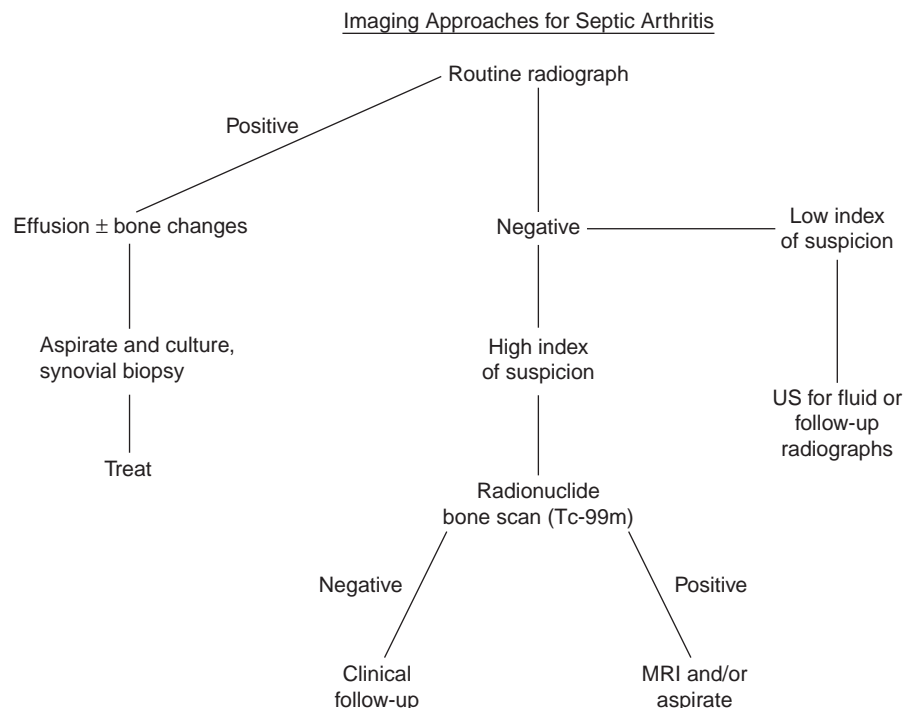 Imaging Approaches for Septic Arthritis
Routine radiograph
Positive
Effusion ± bone changes
Negative
Low index
of suspicion
Aspirate and culture,
synovial biopsy
High index
of suspicion
US for fluid or
follow-up
radiographs
Treat
Radionuclide
bone scan (Tc-99m)
Negative
Positive
Clinical
follow-up
MRI and/or
aspirate